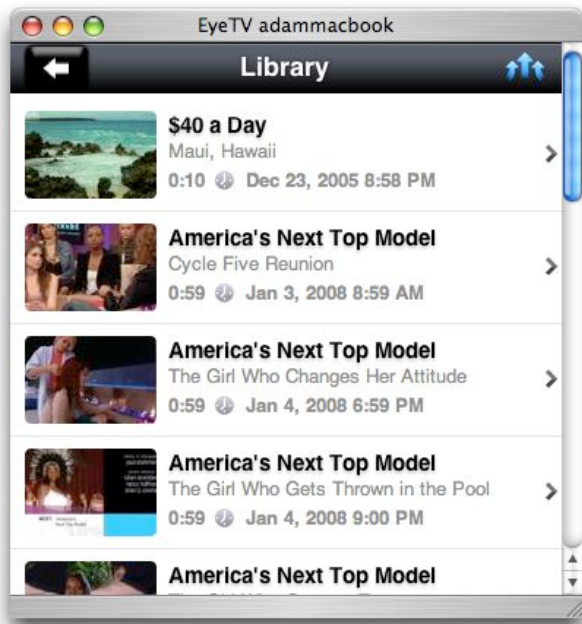 EyeTV adammacbook
Library
$40 a Day
Maui, Hawaii
0:10 Dec 23, 2005 8:58 PM
America's Next Top Model
Cycle Five Reunion
0:59 Jan 3, 2008 8:59 AM
America's Next Top Model
The Girl Who Changes Her Attitude
0:59 Jan 4, 2008 6:59 PM
America's Next Top Model
The Girl Who Gets Thrown in the Pool
0:59 Jan 4, 2008 9:00 PM
America's Next Top Model